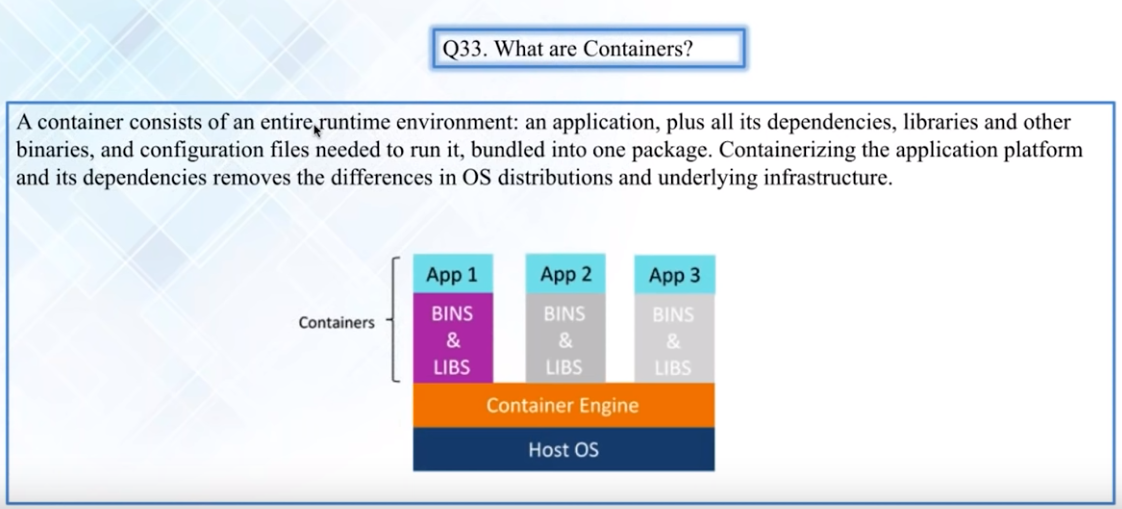 Q33. What are Containers?
A container consists of an entire runtime environment: an application, plus all its dependencies, libraries and other
binaries, and configuration files needed to run it, bundled into one package. Containerizing the application platform
and its dependencies removes the differences in OS distributions and underlying infrastructure.
App 1
App 2
App 3
Containers
BINS
&
LIBS
BINS
&
LIBS
BINS
&
LIBS
Container Engine
Host OS